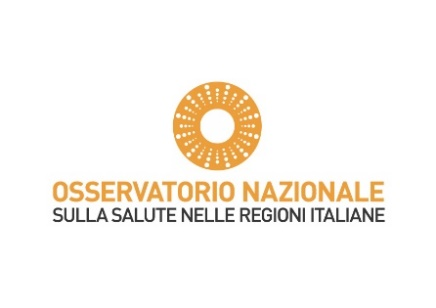 OSSERVATORIO NAZIONALE
SULLA SALUTE NELLE REGIONI ITALIANE